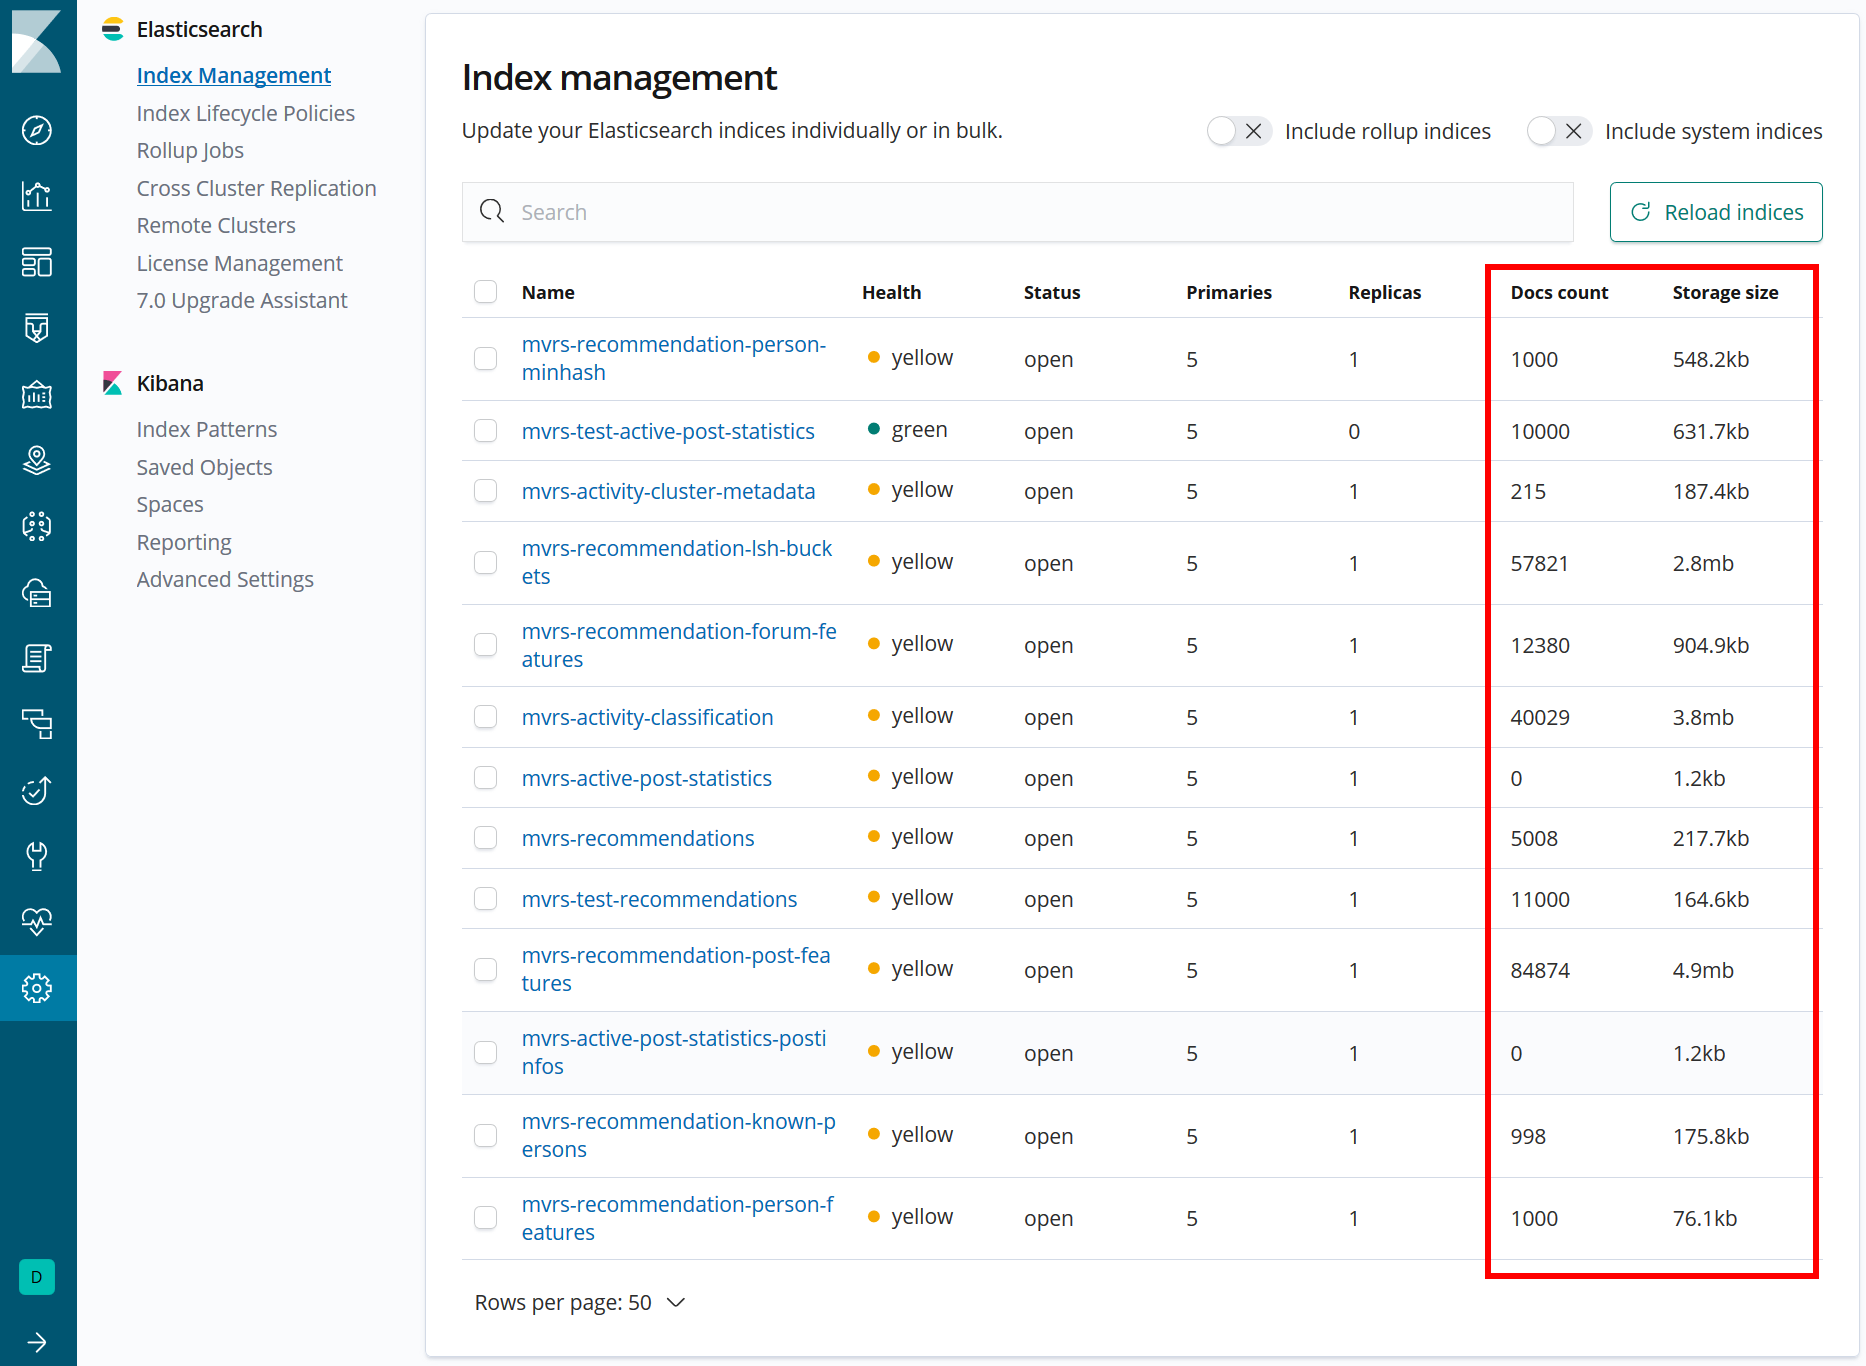 Elasticsearch
Index Management
Index Lifecycle Policies
Rollup Jobs
Cross Cluster Replication
Remote Clusters
License Management
7.0 Upgrade Assistant
Kibana
Index Patterns
Saved Objects
Spaces
Reporting
Advanced Settings
D
Index management
Update your Elasticsearch indices individually or in bulk.
Include rollup indices
Include system indices
Search
Reload indices
Name Health Status Primaries Replicas Docs count Storage size
mvrs-recommendation-person-
minhash
yellow open 5 1 1000 548.2kb
mvrs-test-active-post-statistics green open 5 0 10000 631.7kb
mvrs-activity-cluster-metadata yellow open 5 1 215 187.4kb
mvrs-recommendation-lsh-buck
ets
yellow open 5 1 57821 2.8mb
mvrs-recommendation-forum-fe
atures
yellow open 5 1 12380 904.9kb
mvrs-activity-classification yellow open 5 1 40029 3.8mb
mvrs-active-post-statistics yellow open 5 1 0 1.2kb
mvrs-recommendations yellow open 5 1 5008 217.7kb
mvrs-test-recommendations yellow open 5 1 11000 164.6kb
mvrs-recommendation-post-fea
tures
yellow open 5 1 84874 4.9mb
mvrs-active-post-statistics-posti
nfos
yellow open 5 1 0 1.2kb
mvrs-recommendation-known-p
ersons
yellow open 5 1 998 175.8kb
mvrs-recommendation-person-f
eatures
yellow open 5 1 1000 76.1kb
Rows per page: 50